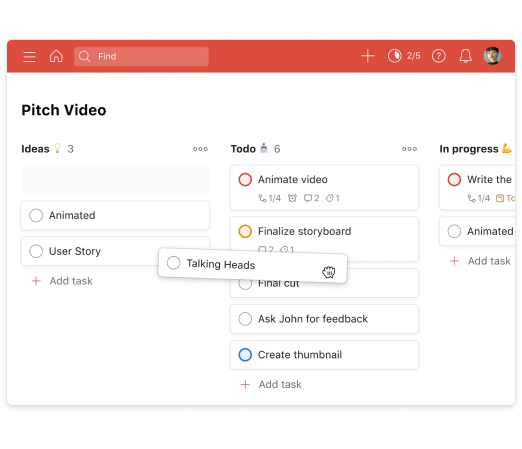 Find
2/5
?
Pitch Video
Ideas 3
Todo 6
In progress
Animate video
1/4 2 1
Write the
1/4 To
Animated
Finalize storyboard
2 1
Animated
User Story
Talking Heads
Add task
Final cut
Add task
Ask John for feedback
Create thumbnail
Add task